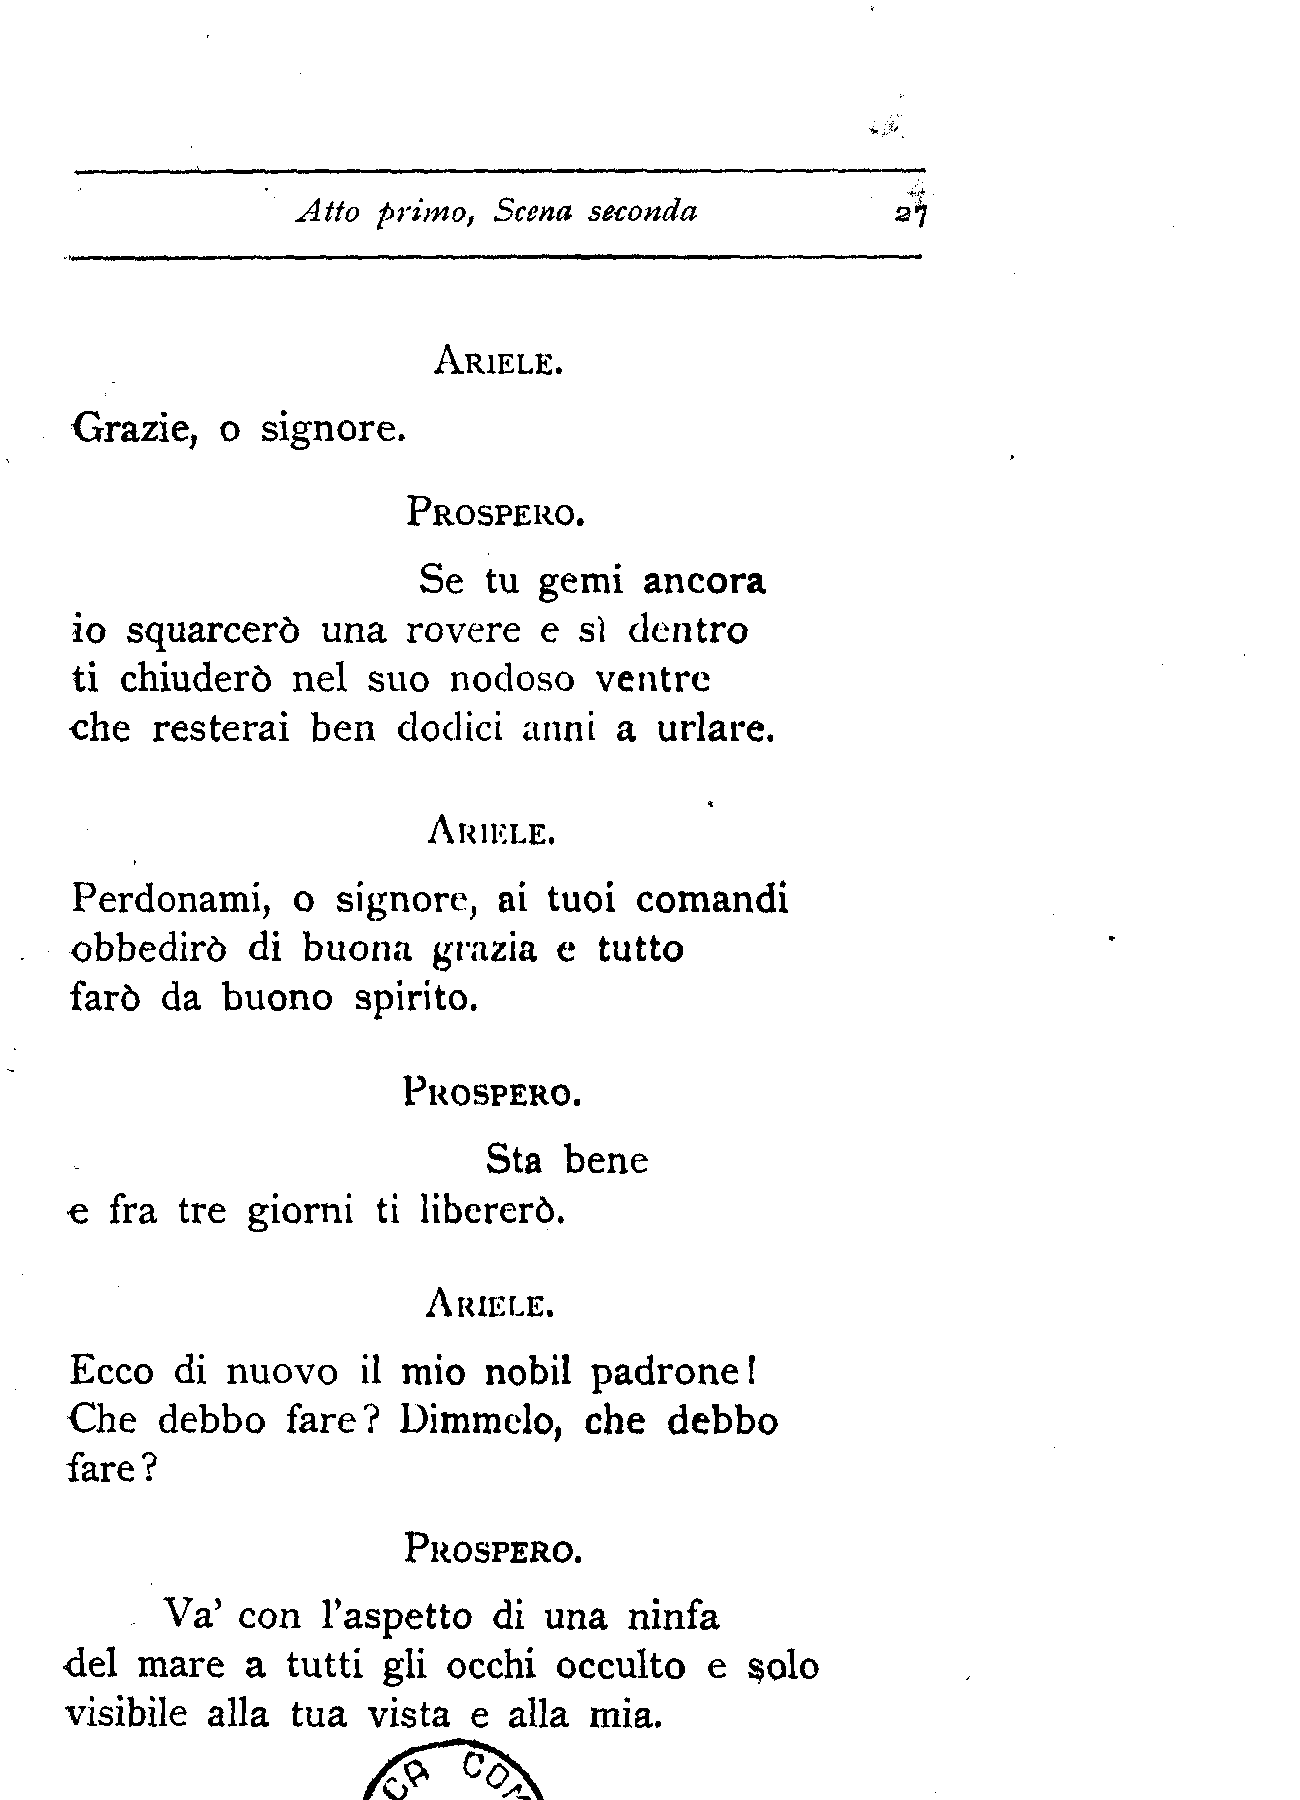 Atto primo, Scena seconda 27
ARIELE.
Grazie, o signore.
PROSPERO.
Se tu gemi ancora
io squarcerò una rovere e sì dentro
ti chiuderò nel suo nodoso ventre
che resterai ben dodici anni a urlare.
ARIELE.
Perdonami, o signore, ai tuoi comandi
obbedirò di buona grazia e tutto
farò da buono spirito.
PROSPERO.
Sta bene
e fra tre giorni ti libererò.
ARIELE.
Ecco di nuovo il mio nobil padrone!
Che debbo fare? Dimmelo, che debbo
fare?
PROSPERO.
Va' con l'aspetto di una ninfa
del mare a tutti gli occhi occulto e solo
visibile alla tua vista e alla mia.
CA COM